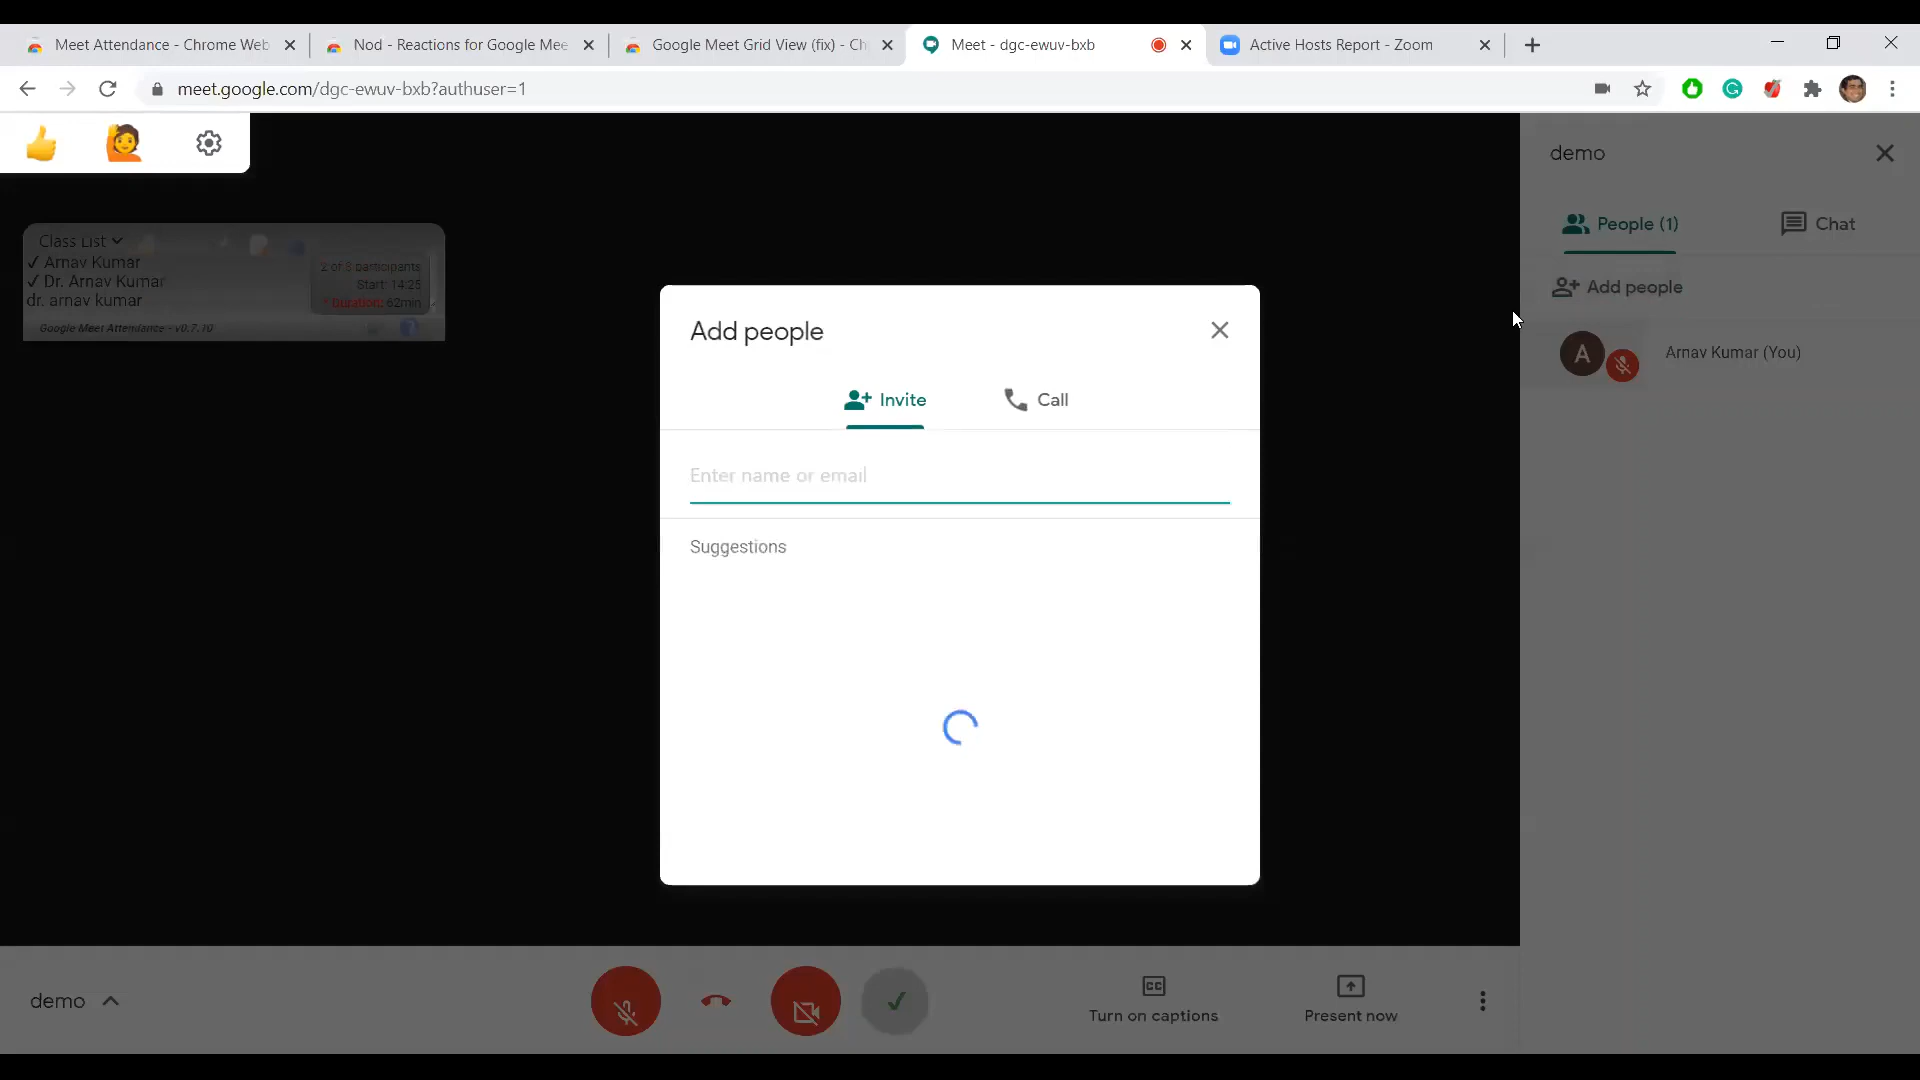 Meet Attendance - Chrome Web
Nod - Reactions for Google Mee
Google Meet Grid View (fix) - Ch
Meet - dgc-ewuv-bxb
Active Hosts Report - Zoom
meet.google.com/dgc-ewuv-bxb?authuser=1
demo
People (1)
Chat
Add people
A
Arnav Kumar (You)
Class List
✓ Arnav Kumar
✓ Dr. Arnav Kumar
dr. arnav kumar
participants
Start: 14:25
* Duration: 62min
Google Meet Attendance - v0.7.10
Add people
Invite
Call
Enter name or email
Suggestions
demo
CC
Turn on captions
Present now